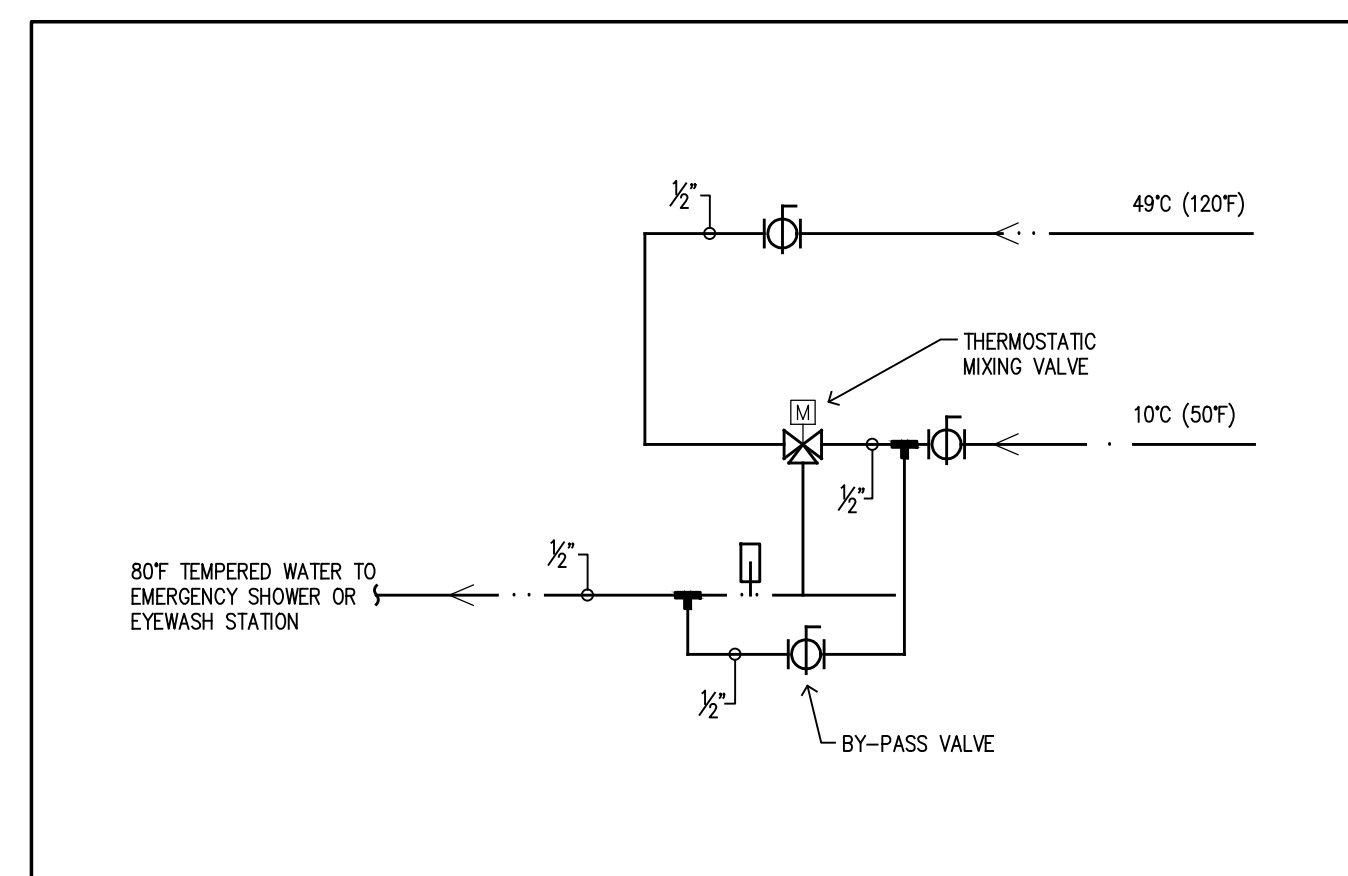 ½"
49°C (120°F)
THERMOSTATIC
MIXING VALVE
M
10°C (50°F)
½"
½"
80°F TEMPERED WATER TO
EMERGENCY SHOWER OR
EYEWASH STATION
½"
BY-PASS VALVE